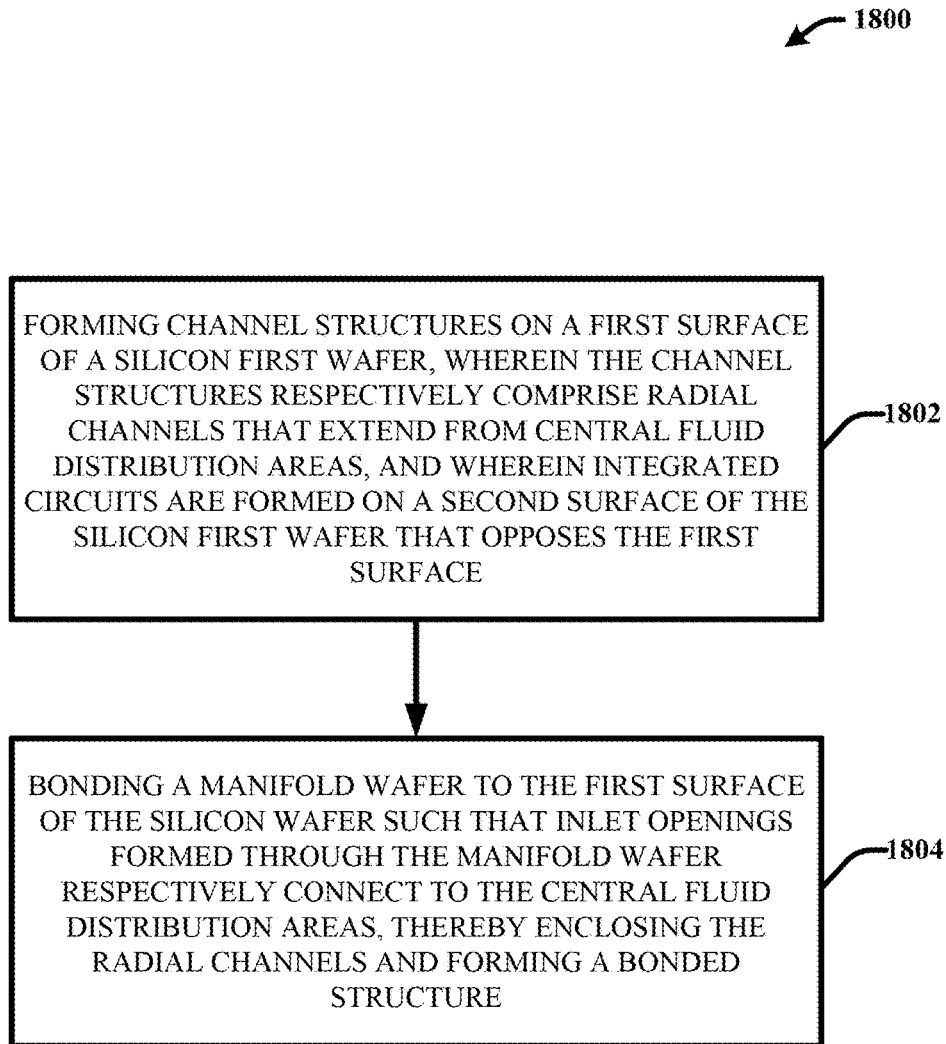 1800
FORMING CHANNEL STRUCTURES ON A FIRST SURFACE
OF A SILICON FIRST WAFER, WHEREIN THE CHANNEL
STRUCTURES RESPECTIVELY COMPRISE RADIAL
CHANNELS THAT EXTEND FROM CENTRAL FLUID
DISTRIBUTION AREAS, AND WHEREIN INTEGRATED
CIRCUITS ARE FORMED ON A SECOND SURFACE OF THE
SILICON FIRST WAFER THAT OPPOSES THE FIRST
SURFACE
1802
BONDING A MANIFOLD WAFER TO THE FIRST SURFACE
OF THE SILICON WAFER SUCH THAT INLET OPENINGS
FORMED THROUGH THE MANIFOLD WAFER
RESPECTIVELY CONNECT TO THE CENTRAL FLUID
DISTRIBUTION AREAS, THEREBY ENCLOSING THE
RADIAL CHANNELS AND FORMING A BONDED
STRUCTURE
1804